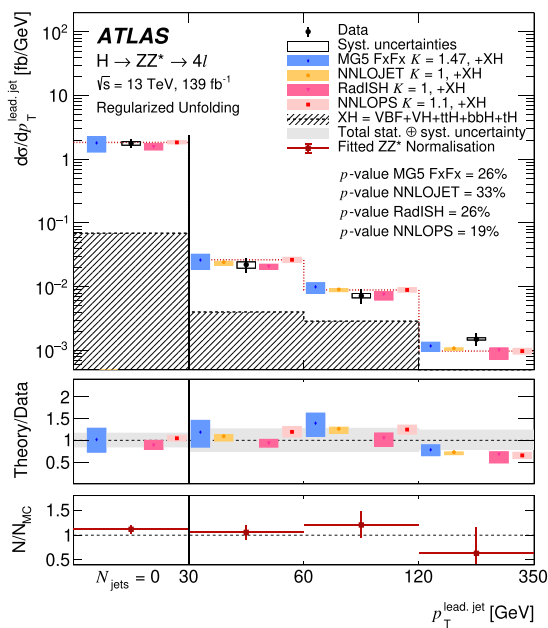 ATLAS
H → ZZ* → 4l
√s = 13 TeV, 139 fb⁻¹
Regularized Unfolding
Data
Syst. uncertainties
MG5 FxFx K = 1.47, +XH
NNLOJET K = 1, +XH
RadISH K = 1, +XH
NNLOPS K = 1.1, +XH
XH = VBF+VH+ttH+bbH+tH
Total stat. ⊕ syst. uncertainty
Fitted ZZ* Normalisation
p-value MG5 FxFx = 26%
p-value NNLOJET = 33%
p-value RadISH = 26%
p-value NNLOPS = 19%
dσ/dp_T^lead. jet [fb/GeV]
10²
10
1
10⁻¹
10⁻²
10⁻³
Theory/Data
2
1.5
1
0.5
N/N_MC
1.5
1
0.5
N_jets = 0 30 60 120 350
p_T^lead. jet [GeV]